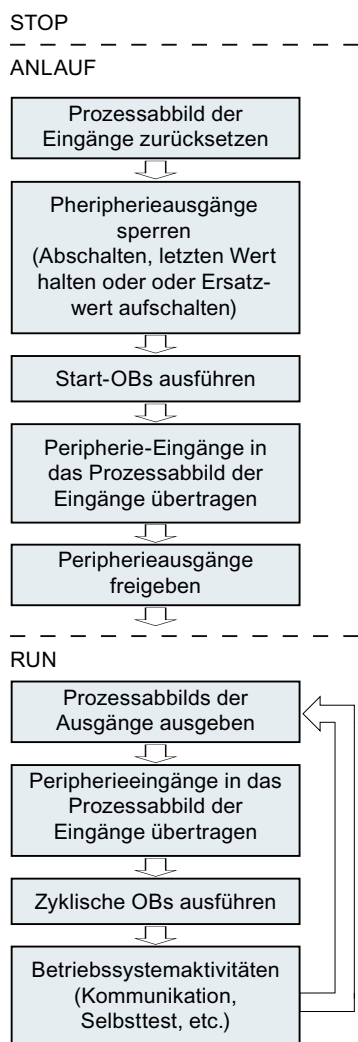 STOP
ANLAUF
Prozessabbild der
Eingänge zurücksetzen
Pheripherieausgänge
sperren
(Abschalten, letzten Wert
halten oder oder Ersatz-
wert aufschalten)
Start-OBs ausführen
Peripherie-Eingänge in
das Prozessabbild der
Eingänge übertragen
Peripherieausgänge
freigeben
RUN
Prozessabbilds der
Ausgänge ausgeben
Peripherieeingänge in das
Prozessabbild der
Eingänge übertragen
Zyklische OBs ausführen
Betriebssystemaktivitäten
(Kommunikation,
Selbsttest, etc.)